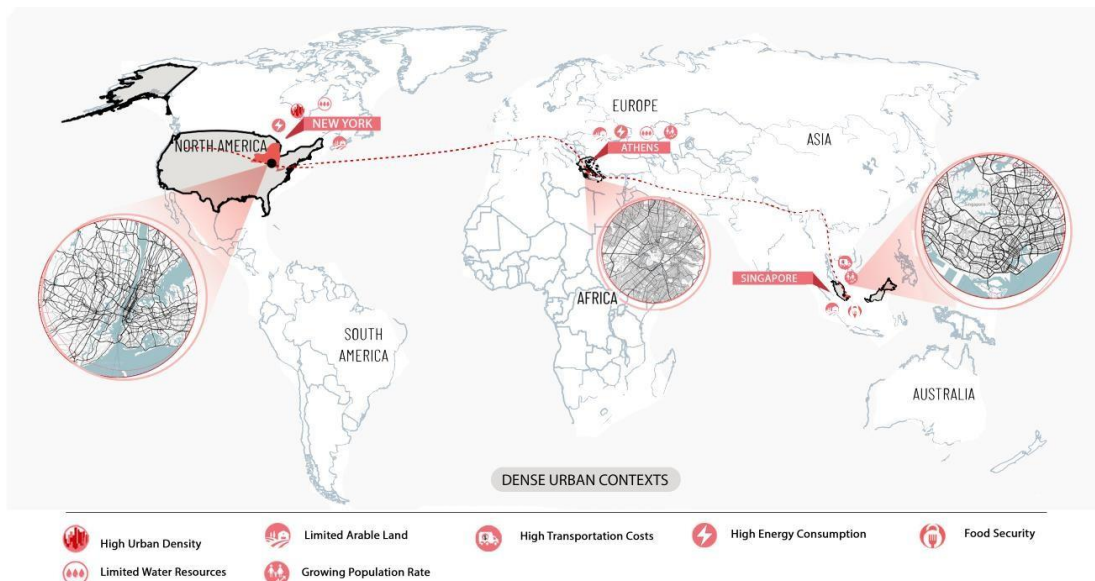 EUROPE
NEW YORK
ASIA
NORTH AMERICA
ATHENS
SINGAPORE
AFRICA
SOUTH
AMERICA
AUSTRALIA
DENSE URBAN CONTEXTS
High Urban Density
Limited Arable Land
High Transportation Costs
High Energy Consumption
Food Security
Limited Water Resources
Growing Population Rate